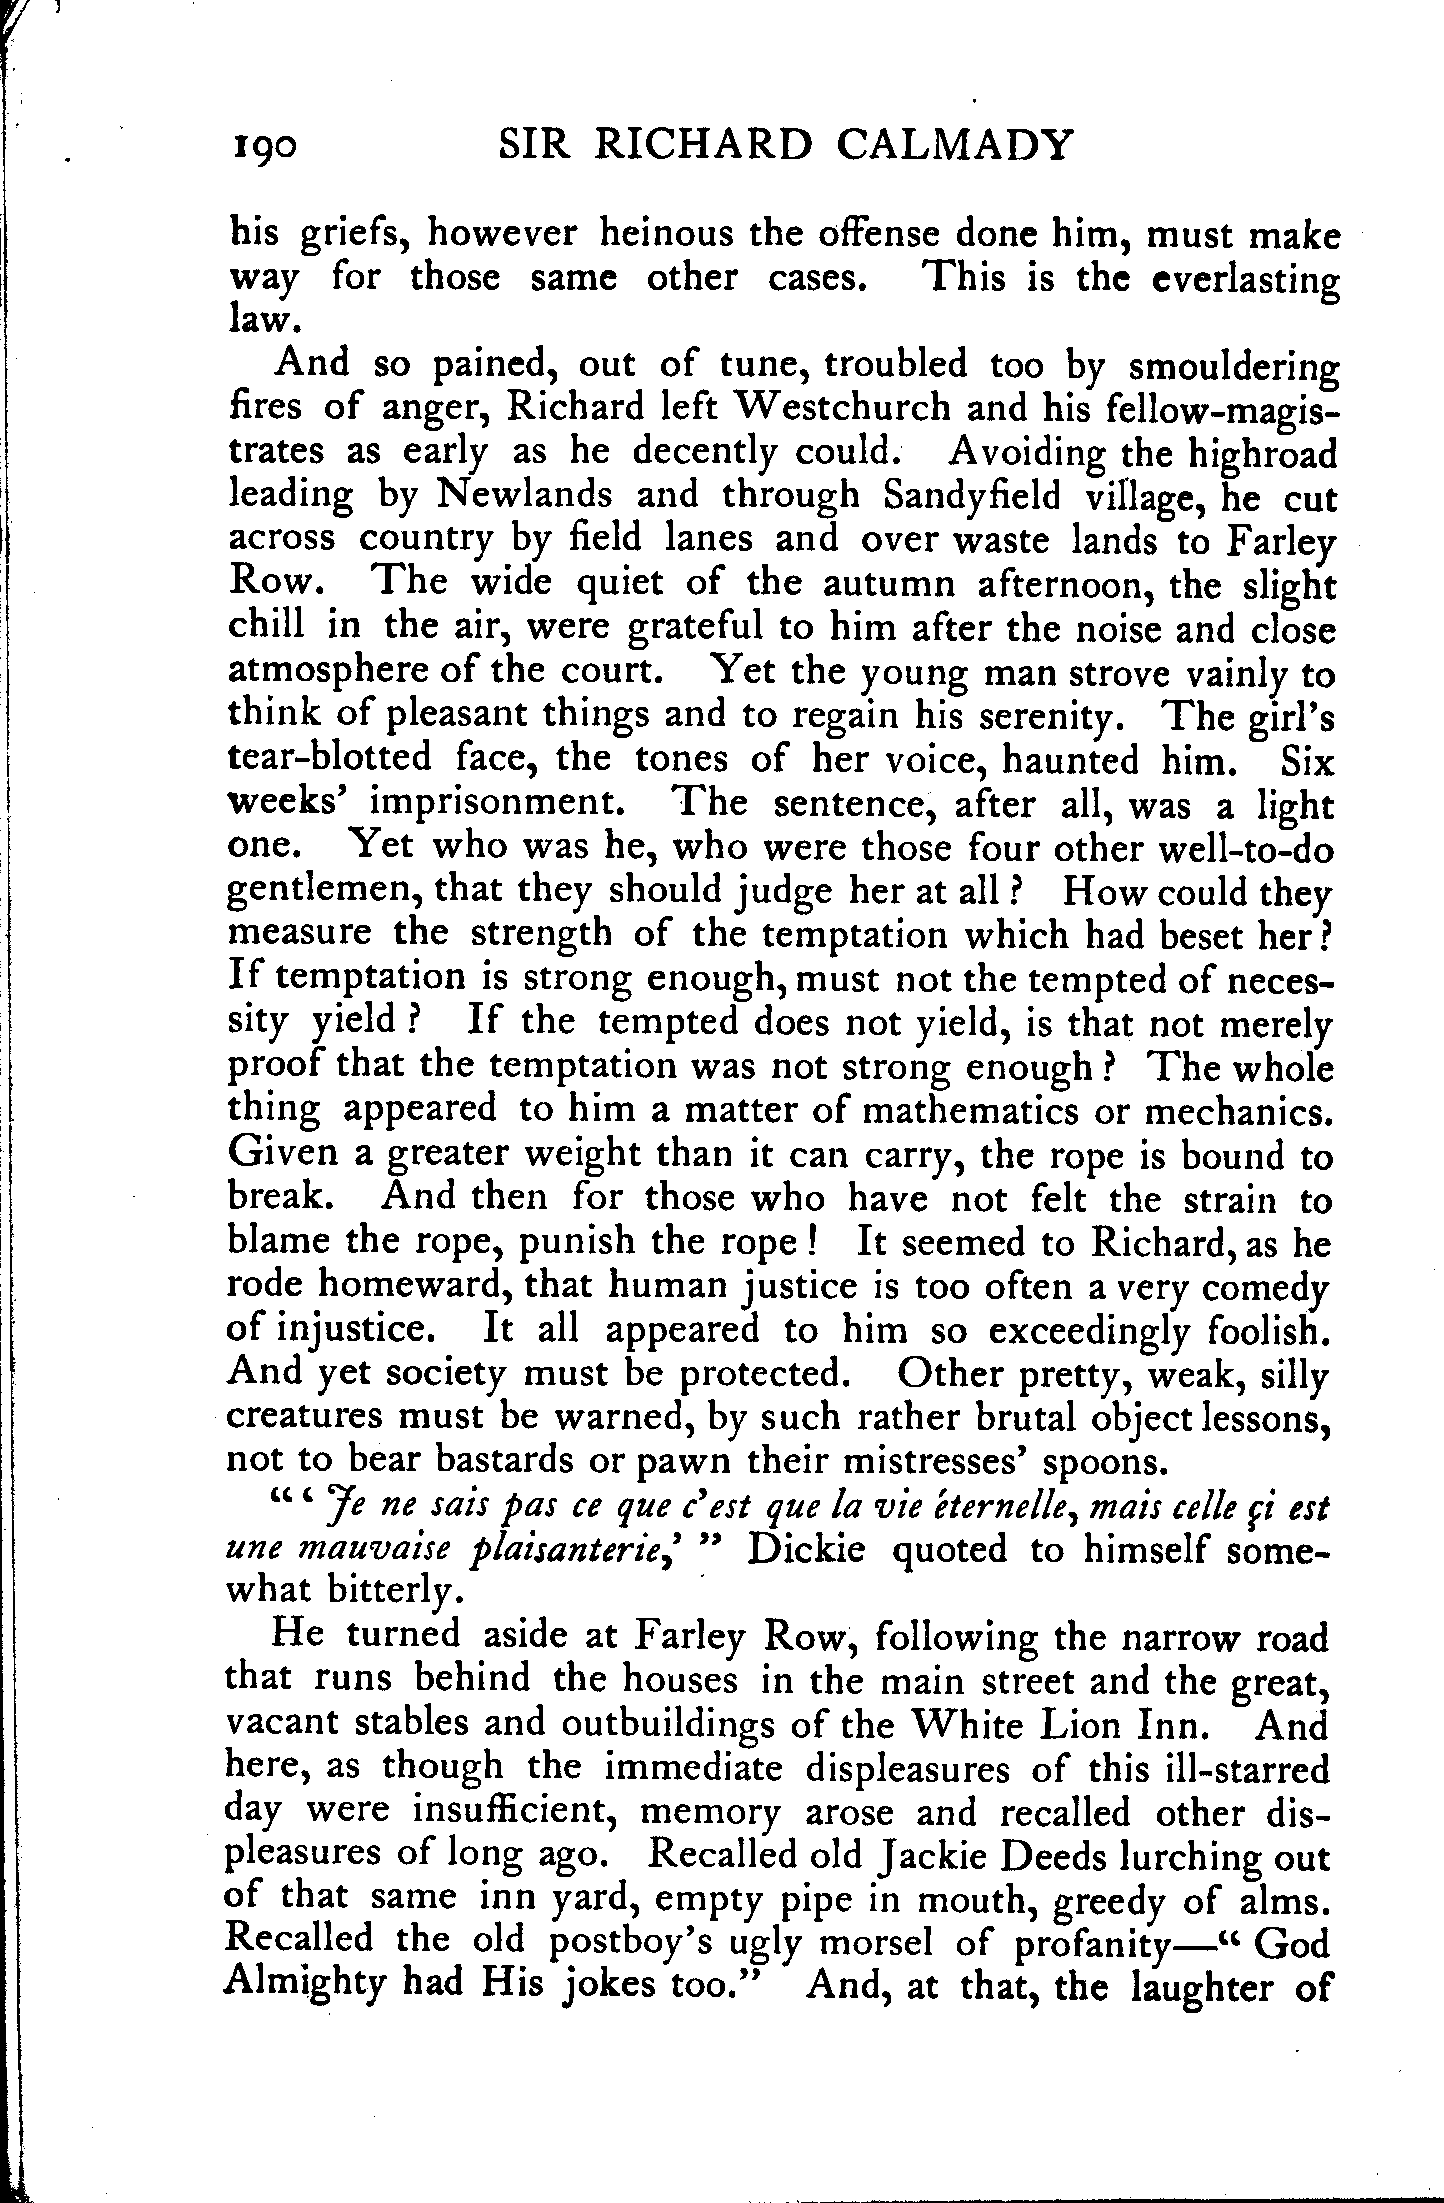 190 SIR RICHARD CALMADY
his griefs, however heinous the offense done him, must make
way for those same other cases. This is the everlasting
law.
And so pained, out of tune, troubled too by smouldering
fires of anger, Richard left Westchurch and his fellow-magis-
trates as early as he decently could. Avoiding the highroad
leading by Newlands and through Sandyfield village, he cut
across country by field lanes and over waste lands to Farley
Row. The wide quiet of the autumn afternoon, the slight
chill in the air, were grateful to him after the noise and close
atmosphere of the court. Yet the young man strove vainly to
think of pleasant things and to regain his serenity. The girl's
tear-blotted face, the tones of her voice, haunted him. Six
weeks' imprisonment. The sentence, after all, was a light
one. Yet who was he, who were those four other well-to-do
gentlemen, that they should judge her at all? How could they
measure the strength of the temptation which had beset her?
If temptation is strong enough, must not the tempted of neces-
sity yield? If the tempted does not yield, is that not merely
proof that the temptation was not strong enough? The whole
thing appeared to him a matter of mathematics or mechanics.
Given a greater weight than it can carry, the rope is bound to
break. And then for those who have not felt the strain to
blame the rope, punish the rope! It seemed to Richard, as he
rode homeward, that human justice is too often a very comedy
of injustice. It all appeared to him so exceedingly foolish.
And yet society must be protected. Other pretty, weak, silly
creatures must be warned, by such rather brutal object lessons,
not to bear bastards or pawn their mistresses' spoons.
"'Je ne sais pas ce que c'est que la vie éternelle, mais celle çi est
une mauvaise plaisanterie,'" Dickie quoted to himself some-
what bitterly.
He turned aside at Farley Row, following the narrow road
that runs behind the houses in the main street and the great,
vacant stables and outbuildings of the White Lion Inn. And
here, as though the immediate displeasures of this ill-starred
day were insufficient, memory arose and recalled other dis-
pleasures of long ago. Recalled old Jackie Deeds lurching out
of that same inn yard, empty pipe in mouth, greedy of alms.
Recalled the old postboy's ugly morsel of profanity—"God
Almighty had His jokes too." And, at that, the laughter of